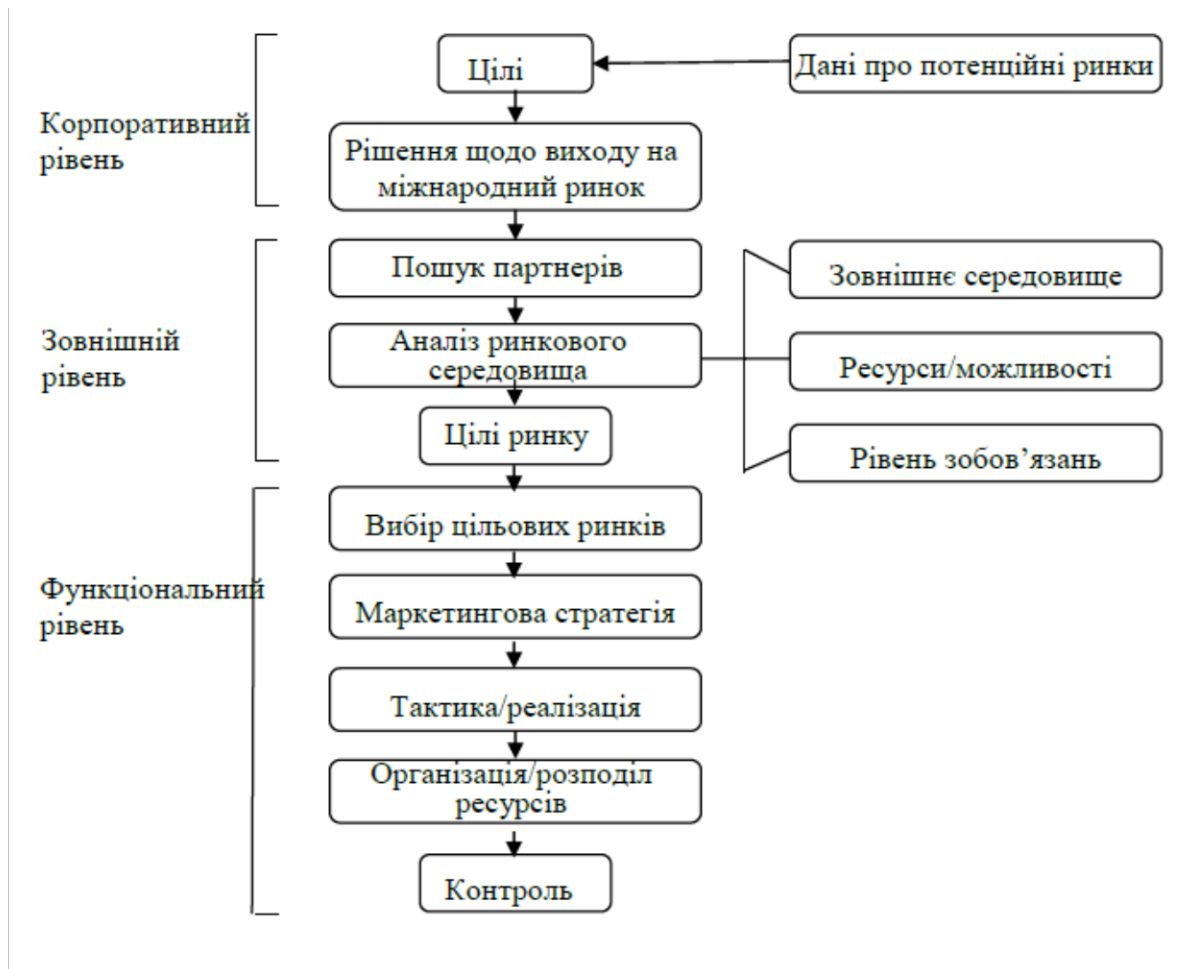 Цілі
Дані про потенційні ринки
Корпоративний
рівень
Рішення щодо виходу на
міжнародний ринок
Пошук партнерів
Зовнішнє середовище
Зовнішній
рівень
Аналіз ринкового
середовища
Ресурси/можливості
Цілі ринку
Рівень зобов’язань
Вибір цільових ринків
Функціональний
рівень
Маркетингова стратегія
Тактика/реалізація
Організація/розподіл
ресурсів
Контроль